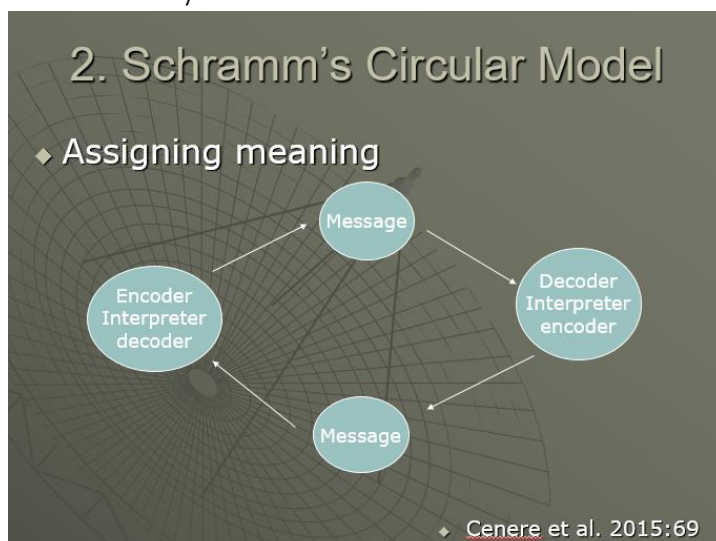 2. Schramm's Circular Model
Assigning meaning
Message
Encoder
Interpreter
decoder
Decoder
Interpreter
encoder
Message
Cenere et al. 2015:69